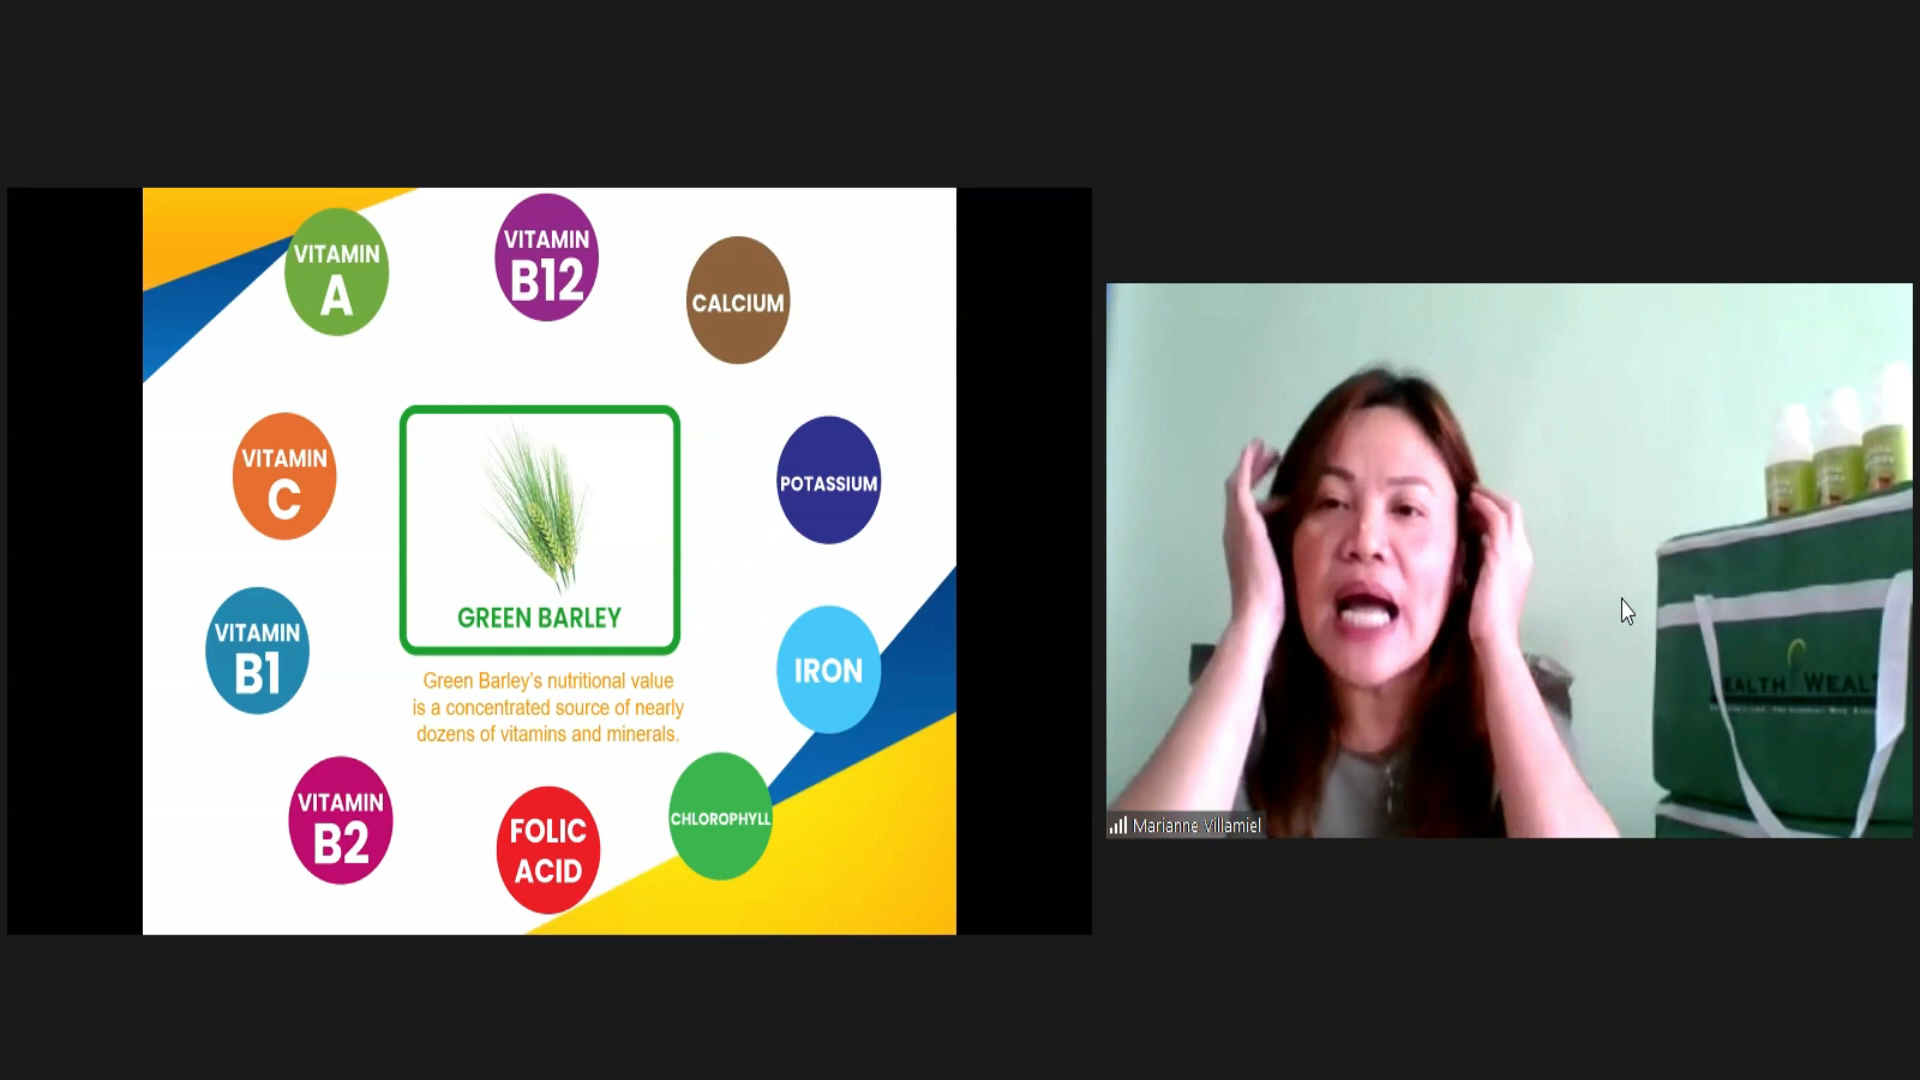 VITAMIN
A
VITAMIN
B12
CALCIUM
VITAMIN
C
POTASSIUM
GREEN BARLEY
VITAMIN
B1
IRON
Green Barley's nutritional value
is a concentrated source of nearly
dozens of vitamins and minerals.
VITAMIN
B2
FOLIC
ACID
CHLOROPHYLL
Marianne Villamiel